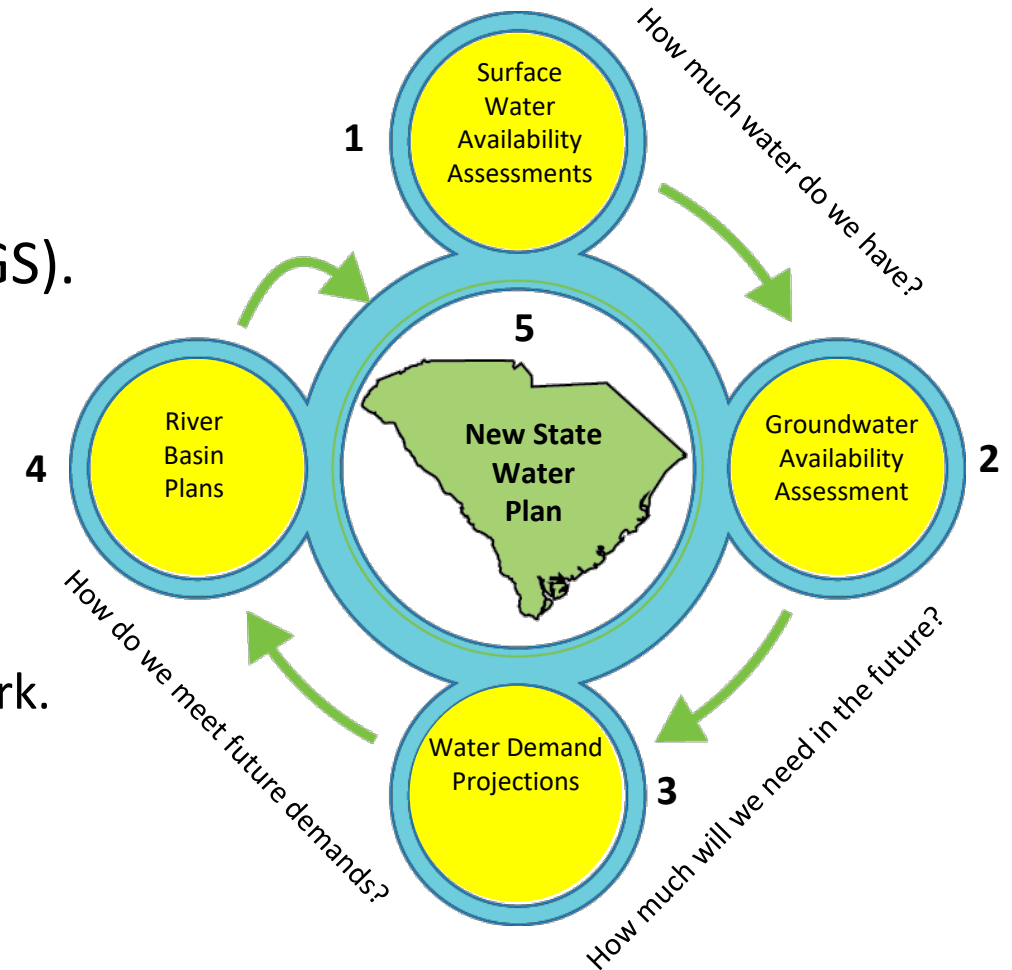 1
Surface
Water
Availability
Assessments
How much water do we have?
GS).
5
New State
Water
Plan
4
River
Basin
Plans
Groundwater
Availability
Assessment
2
How do we meet future demands?
rk.
Water Demand
Projections
3
How much will we need in the future?